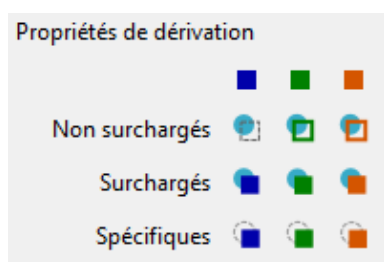 Propriétés de dérivation
Non surchargés
Surchargés
Spécifiques